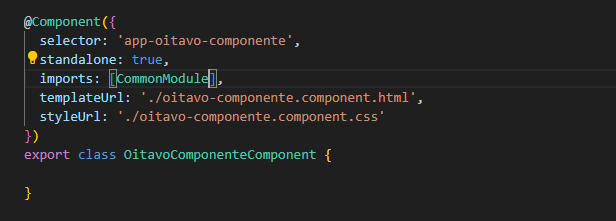 @Component({
  selector: 'app-oitavo-componente',
  standalone: true,
  imports: [CommonModule],
  templateUrl: './oitavo-componente.component.html',
  styleUrl: './oitavo-componente.component.css'
})
export class OitavoComponenteComponent {
}